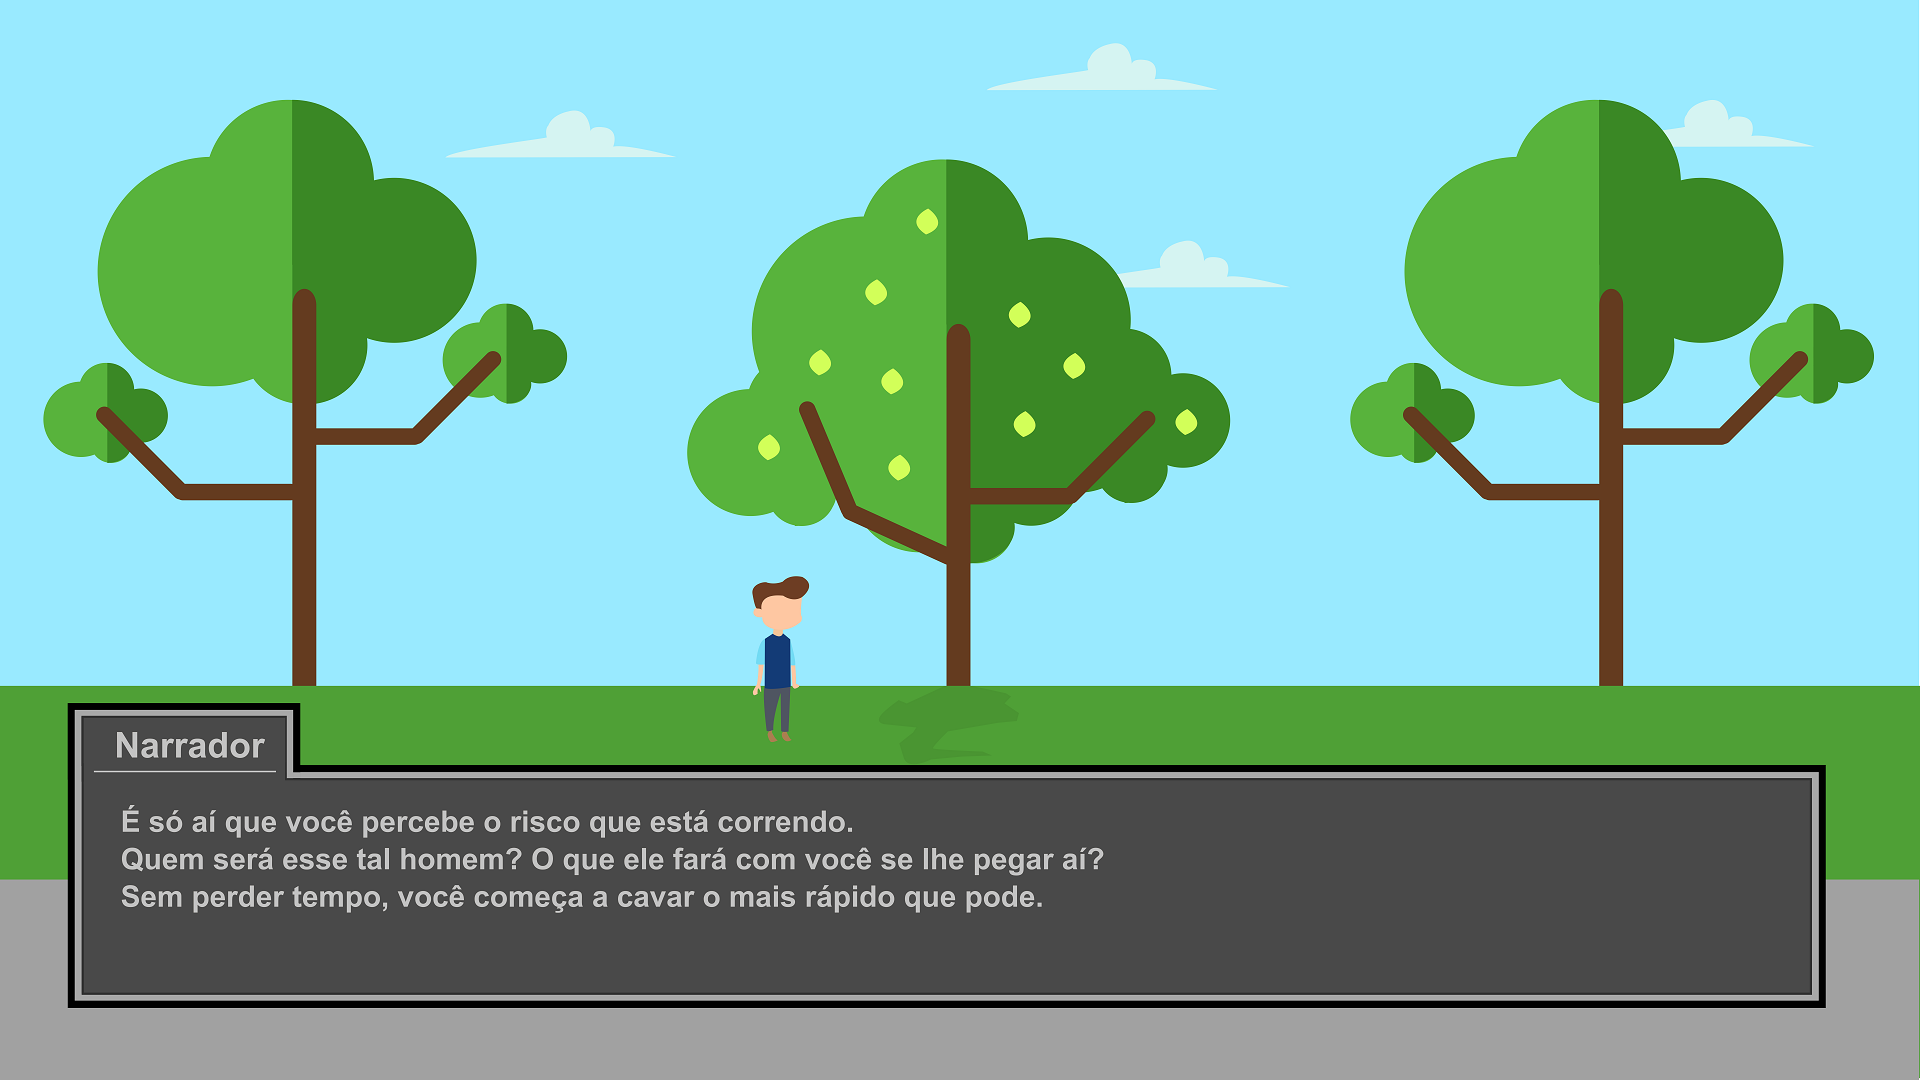 Narrador
É só aí que você percebe o risco que está correndo.
Quem será esse tal homem? O que ele fará com você se lhe pegar aí?
Sem perder tempo, você começa a cavar o mais rápido que pode.